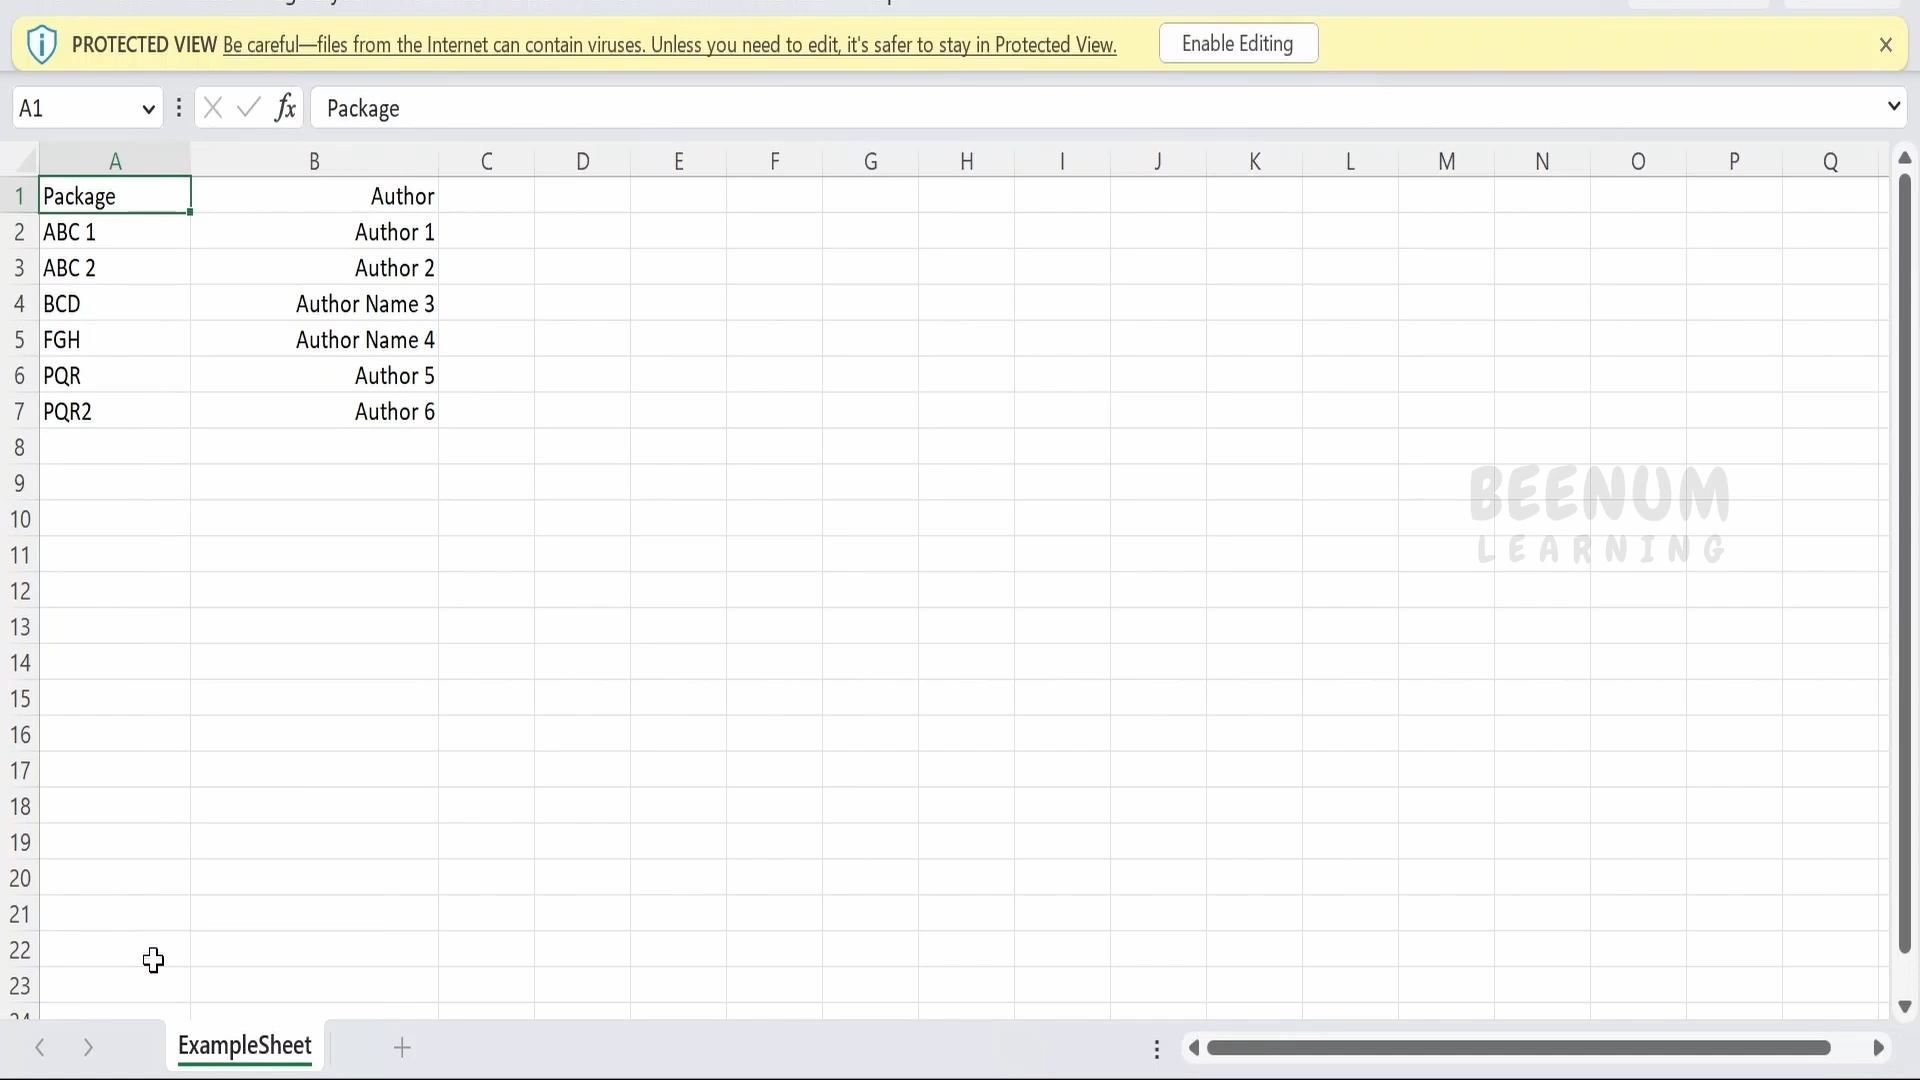 PROTECTED VIEW Be careful—files from the Internet can contain viruses. Unless you need to edit, it's safer to stay in Protected View. Enable Editing
A1 fx Package
A B C D E F G H I J K L M N O P Q
1 Package Author
2 ABC 1 Author 1
3 ABC 2 Author 2
4 BCD Author Name 3
5 FGH Author Name 4
6 PQR Author 5
7 PQR2 Author 6
8
9
10
11
12
13
14
15
16
17
18
19
20
21
22
23
24
BEENUM
LEARNING
ExampleSheet